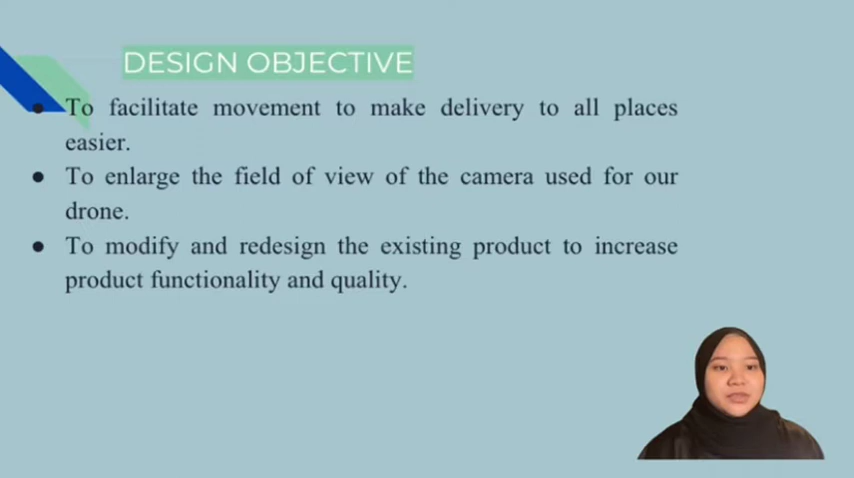 DESIGN OBJECTIVE
● To facilitate movement to make delivery to all places
easier.
● To enlarge the field of view of the camera used for our
drone.
● To modify and redesign the existing product to increase
product functionality and quality.